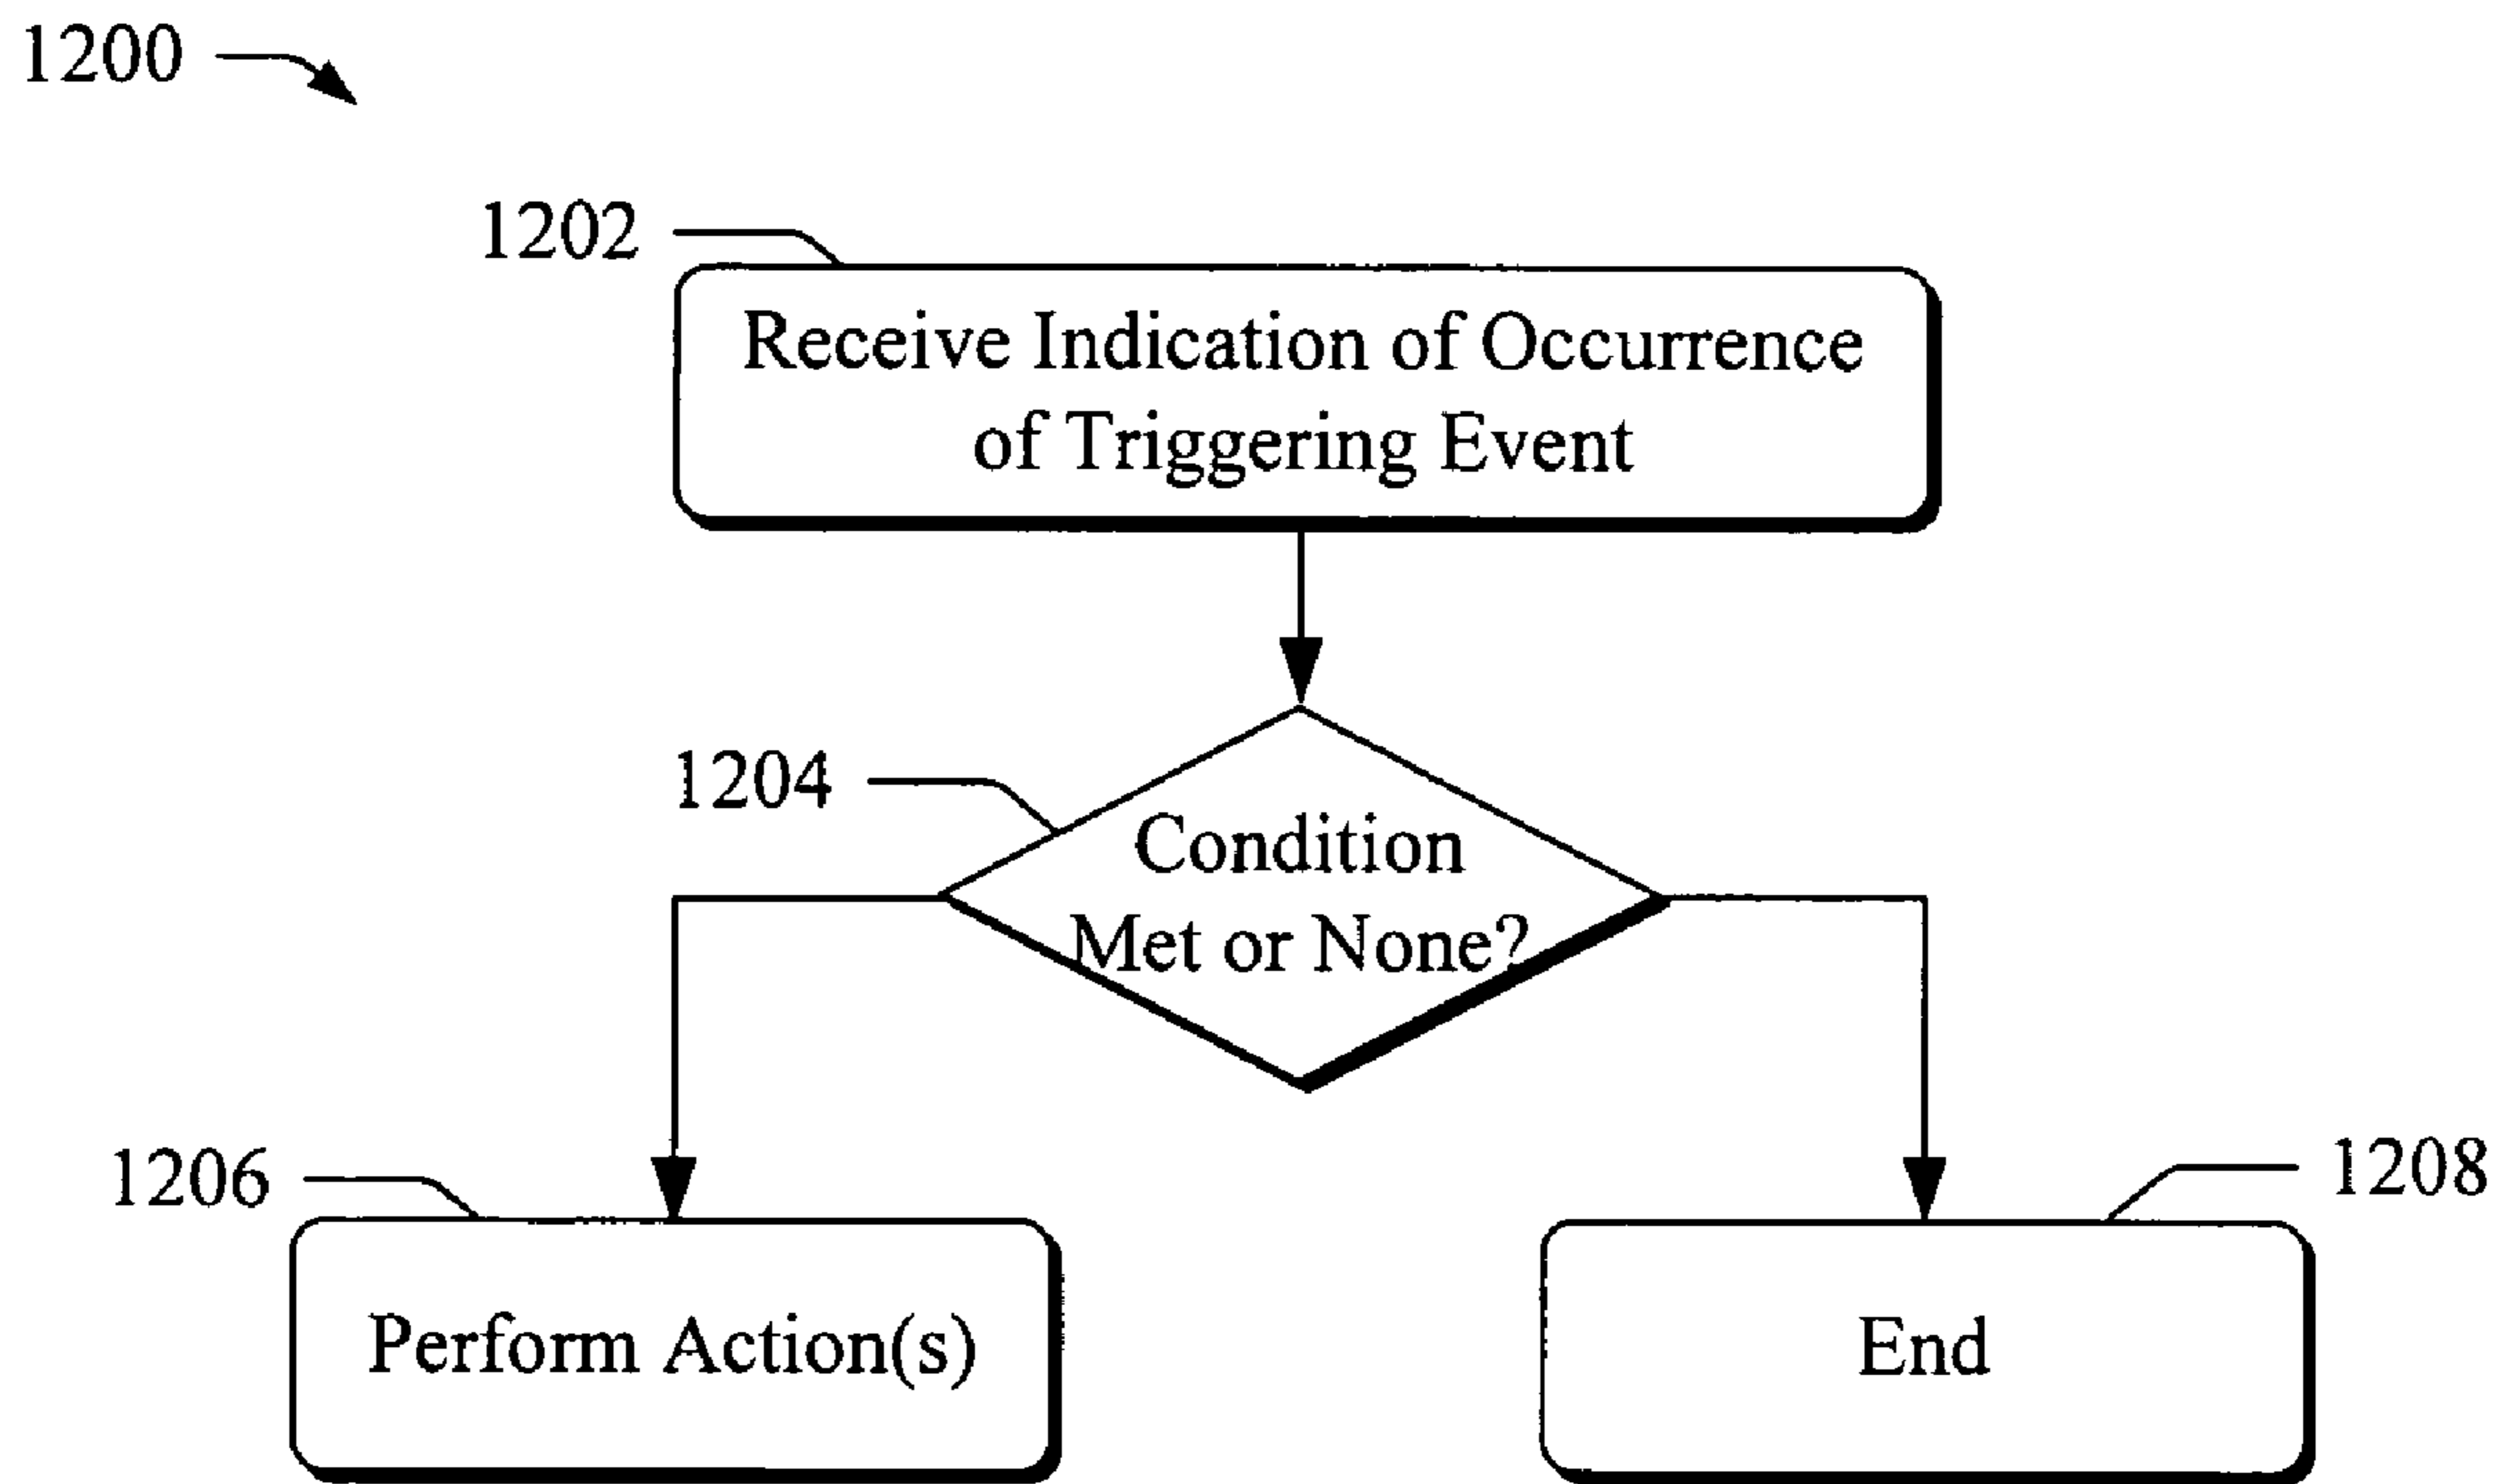 1200
1202
Receive Indication of Occurrence
of Triggering Event
1204
Condition
Met or None?
1206
1208
Perform Action(s)
End